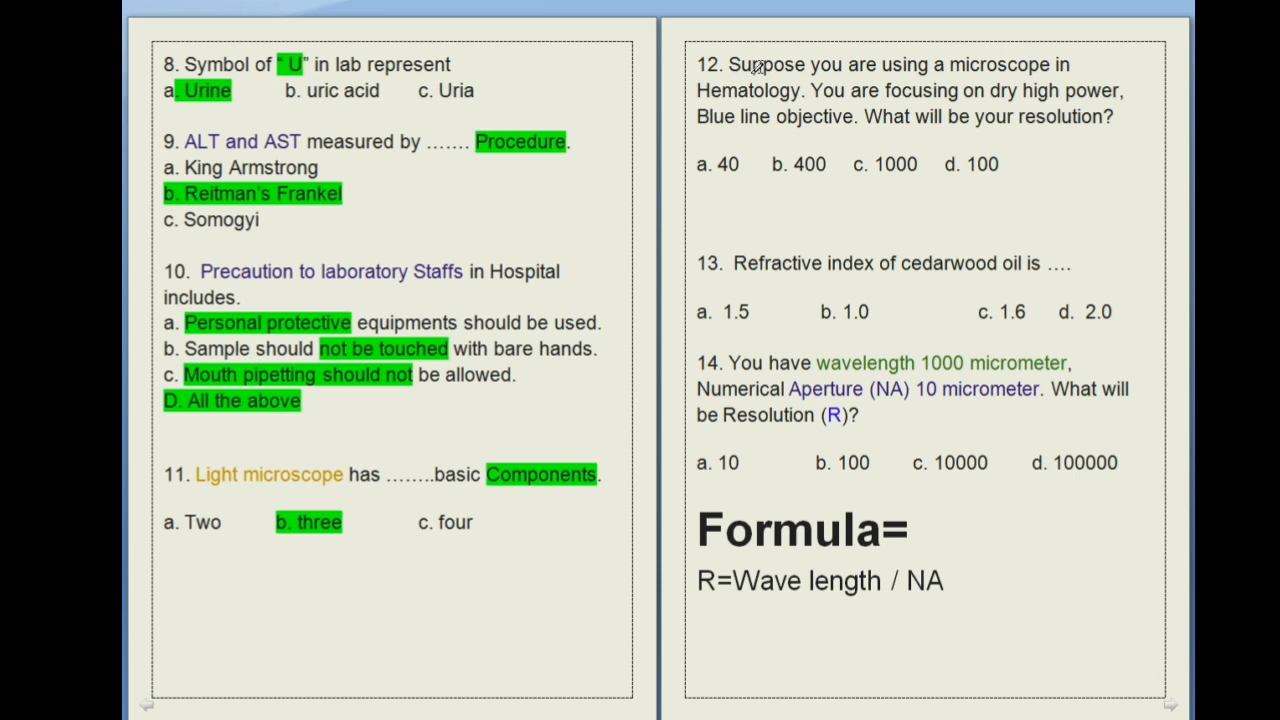 8. Symbol of “ U” in lab represent
a. Urine b. uric acid c. Uria
9. ALT and AST measured by ……. Procedure.
a. King Armstrong
b. Reitman’s Frankel
c. Somogyi
10. Precaution to laboratory Staffs in Hospital
includes.
a. Personal protective equipments should be used.
b. Sample should not be touched with bare hands.
c. Mouth pipetting should not be allowed.
D. All the above
11. Light microscope has ……..basic Components.
a. Two b. three c. four
12. Suppose you are using a microscope in
Hematology. You are focusing on dry high power,
Blue line objective. What will be your resolution?
a. 40 b. 400 c. 1000 d. 100
13. Refractive index of cedarwood oil is ….
a. 1.5 b. 1.0 c. 1.6 d. 2.0
14. You have wavelength 1000 micrometer,
Numerical Aperture (NA) 10 micrometer. What will
be Resolution (R)?
a. 10 b. 100 c. 10000 d. 100000
Formula=
R=Wave length / NA